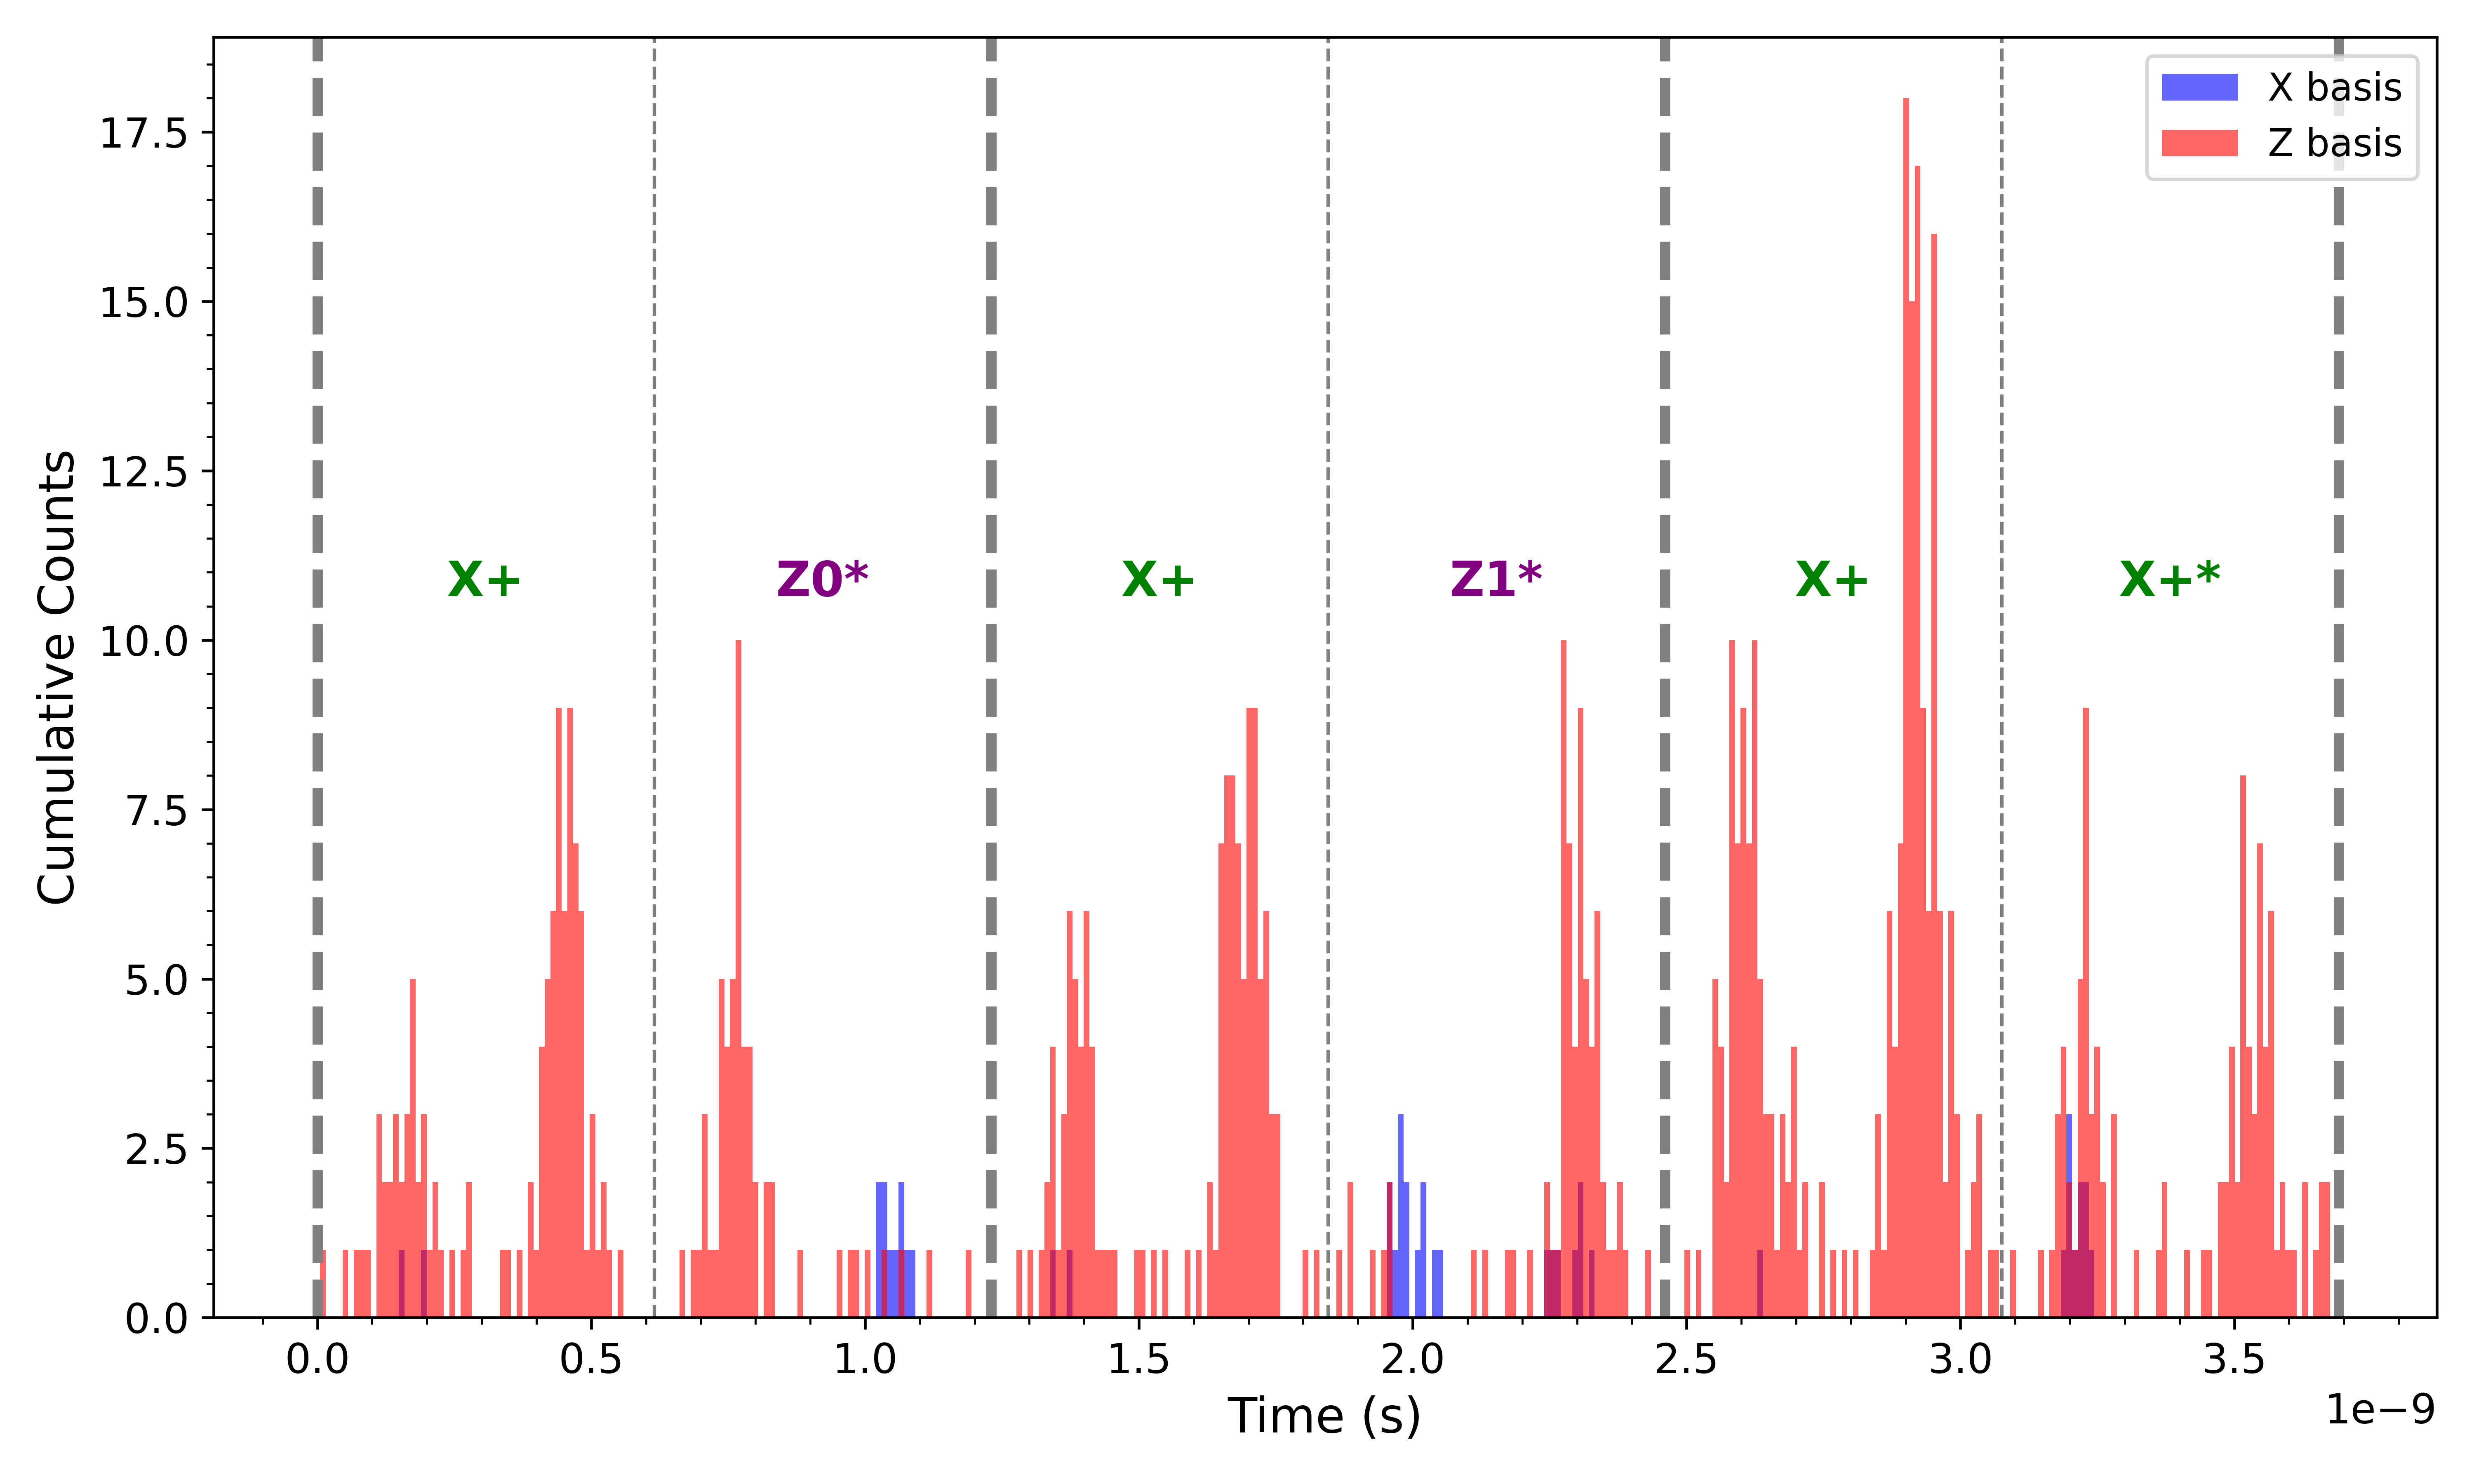 X basis
Z basis
17.5
15.0
12.5
10.0
7.5
5.0
2.5
0.0
Cumulative Counts
X+
Z0*
X+
Z1*
X+
X+*
0.0
0.5
1.0
1.5
2.0
2.5
3.0
3.5
1e−9
Time (s)